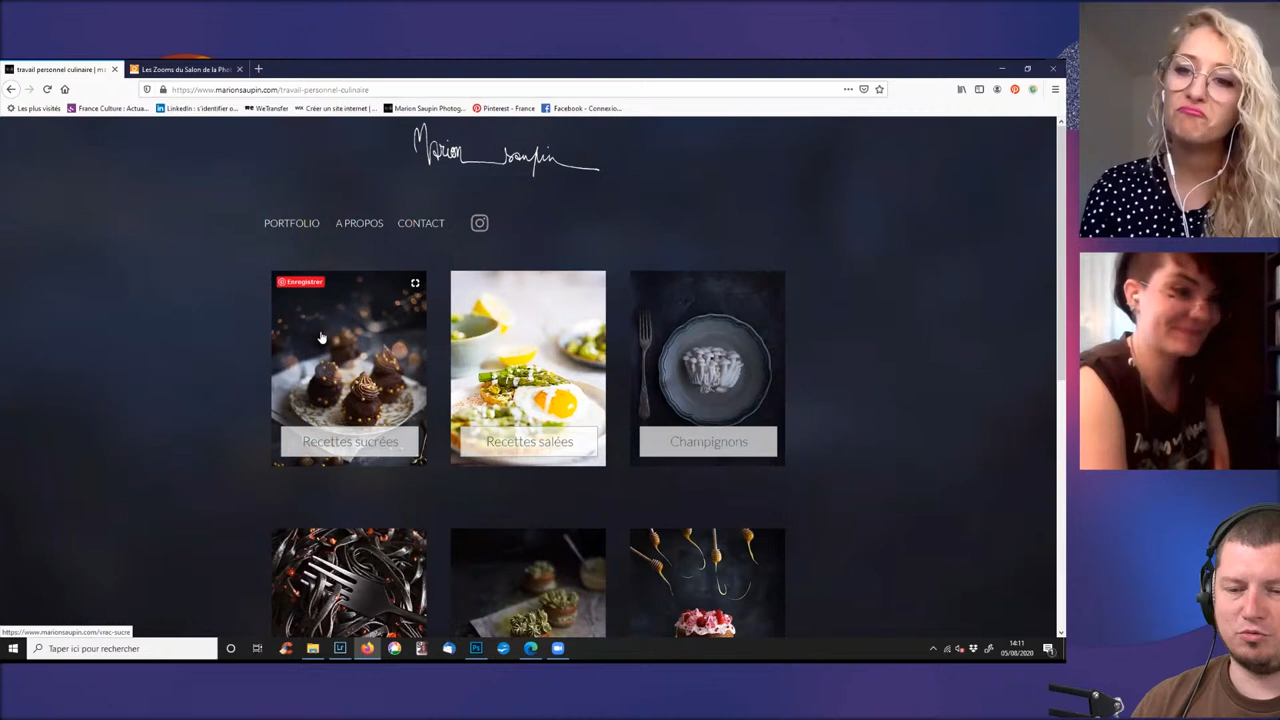 travail personnel culinaire | m
Les Zooms du Salon de la Pho
https://www.marionsaupin.com/travail-personnel-culinaire
Les plus visités
France Culture : Actua...
LinkedIn : s'identifier o...
WeTransfer
Créer un site internet |...
Marion Saupin Photog...
Pinterest - France
Facebook - Connexio...
Marion Saupin
PORTFOLIO A PROPOS CONTACT
Enregistrer
Recettes sucrées
Recettes salées
Champignons
https://www.marionsaupin.com/vrac-sucre
Taper ici pour rechercher
14:11
05/08/2020